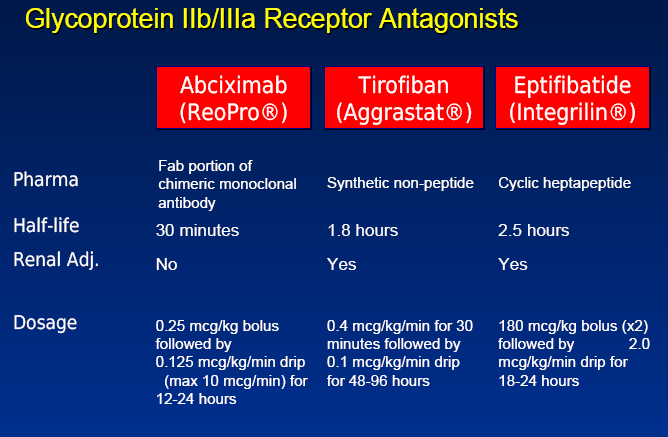 Glycoprotein IIb/IIIa Receptor Antagonists
Abciximab
(ReoPro®)
Tirofiban
(Aggrastat®)
Eptifibatide
(Integrilin®)
Pharma
Fab portion of
chimeric monoclonal
antibody
Synthetic non-peptide
Cyclic heptapeptide
Half-life
30 minutes
1.8 hours
2.5 hours
Renal Adj.
No
Yes
Yes
Dosage
0.25 mcg/kg bolus
followed by
0.125 mcg/kg/min drip
(max 10 mcg/min) for
12-24 hours
0.4 mcg/kg/min for 30
minutes followed by
0.1 mcg/kg/min drip
for 48-96 hours
180 mcg/kg bolus (x2)
followed by 2.0
mcg/kg/min drip for
18-24 hours